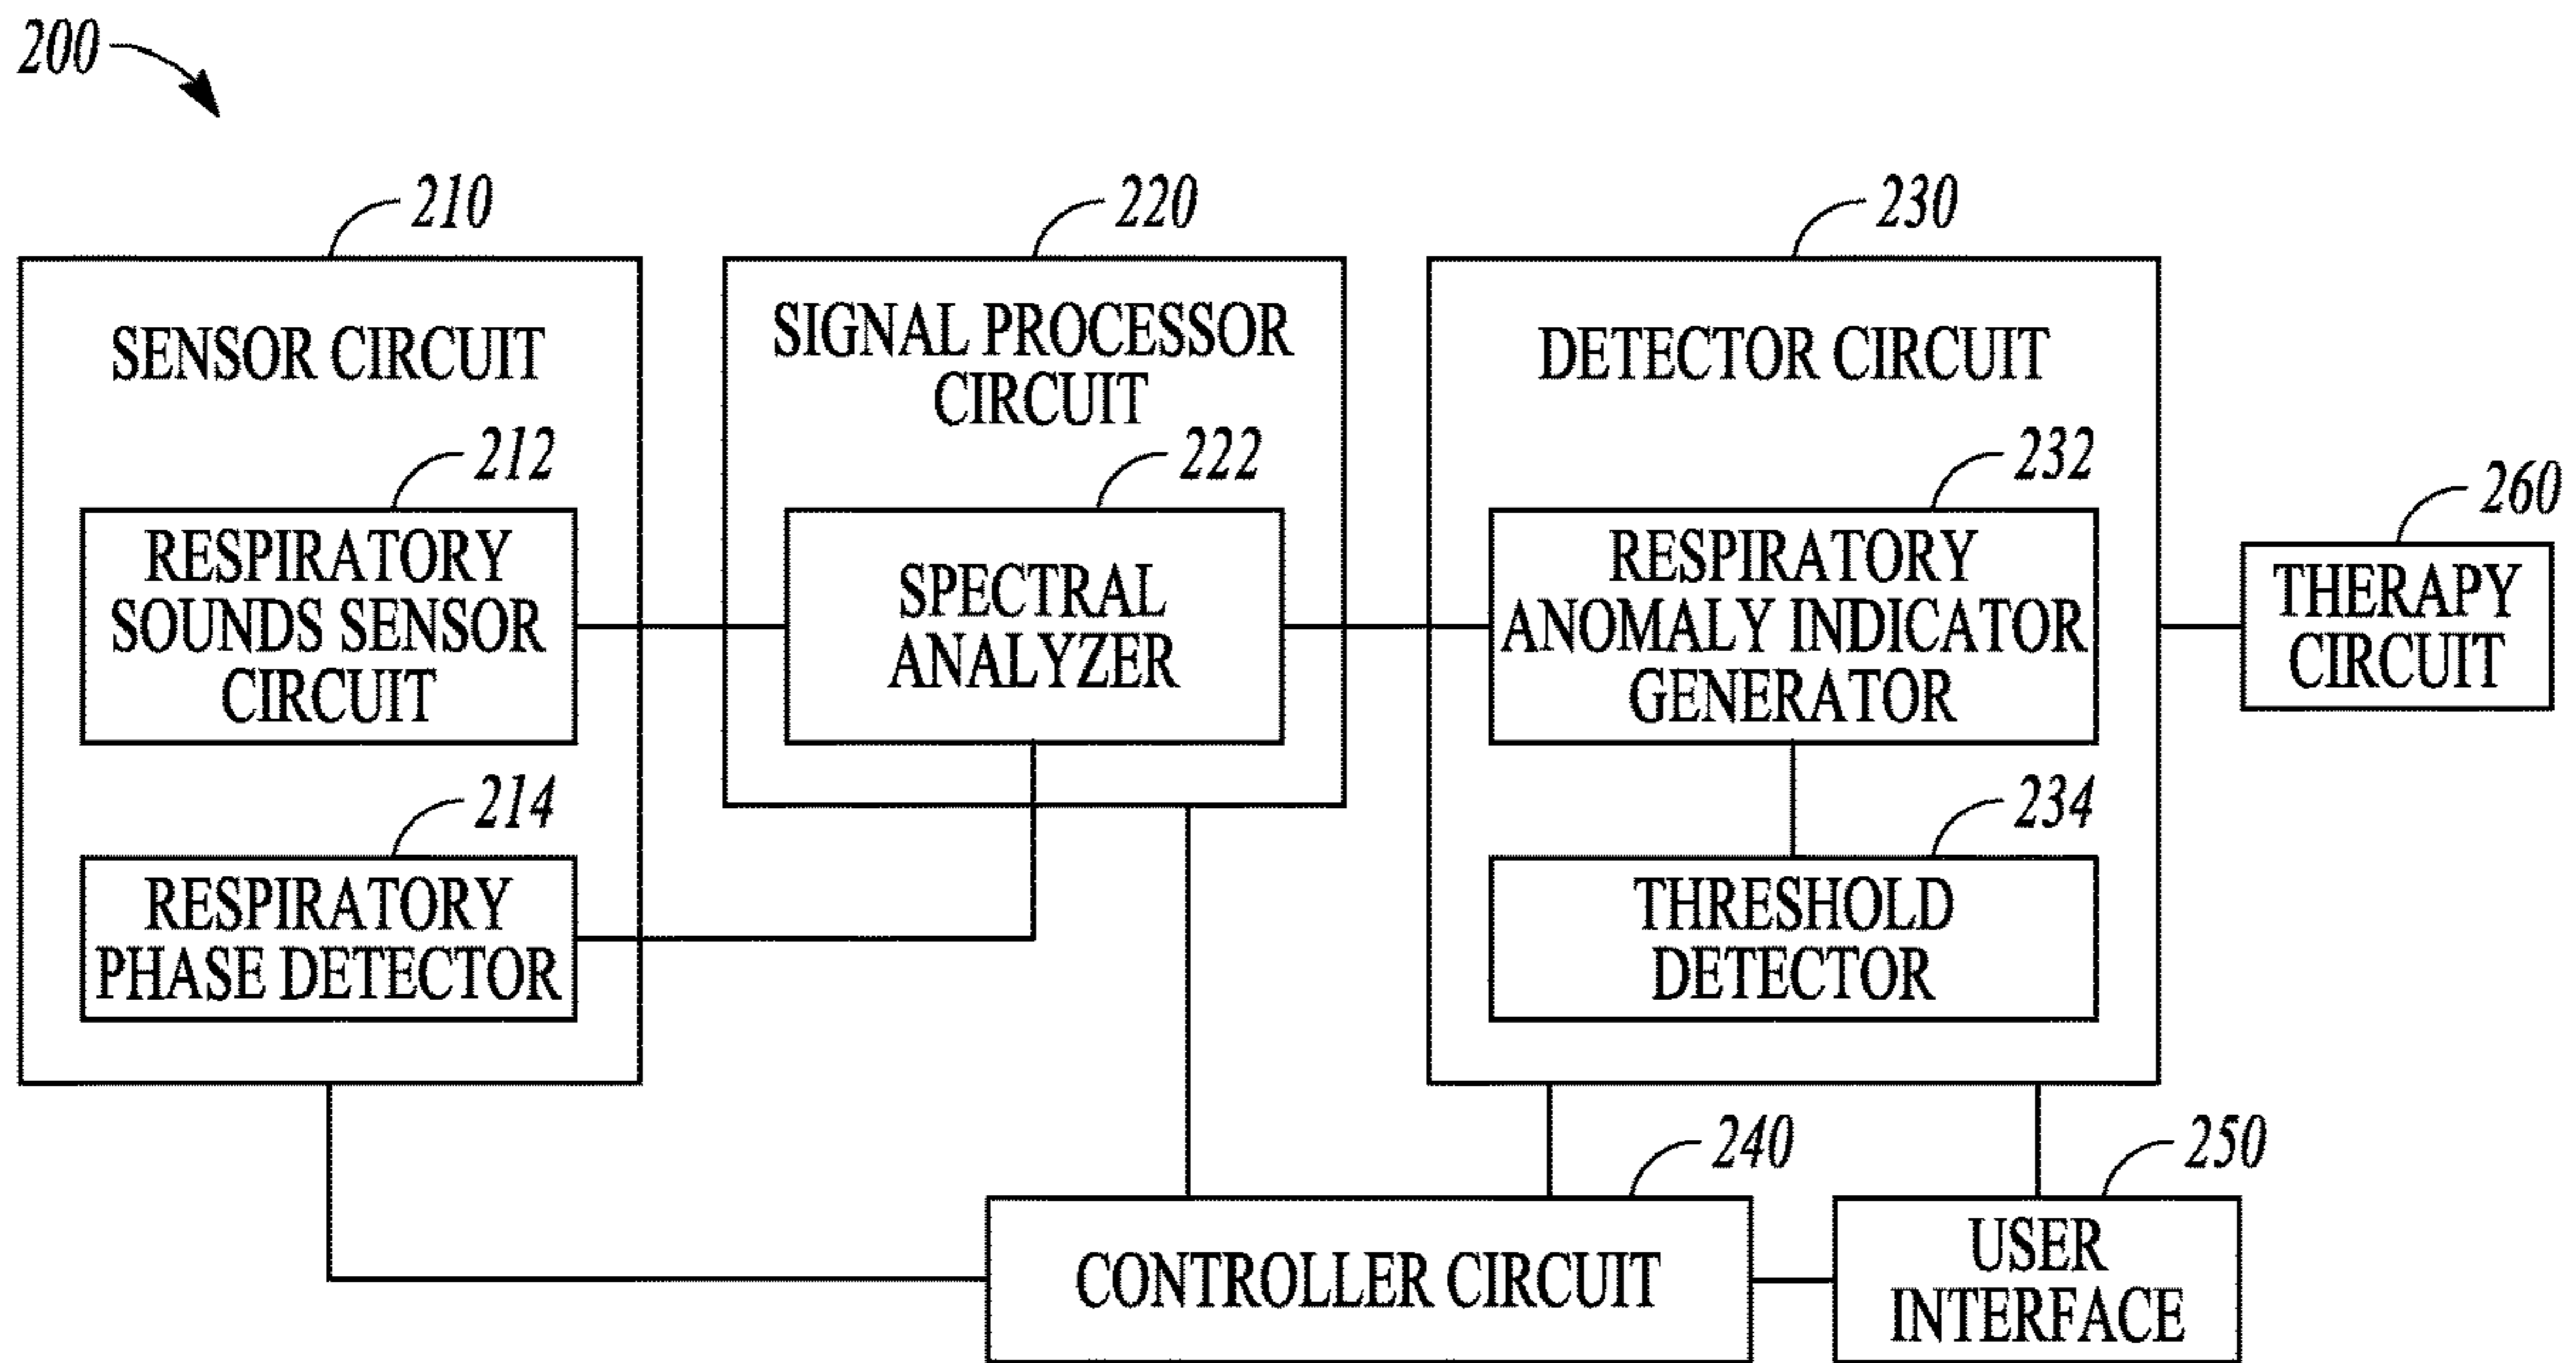 200
210
SENSOR CIRCUIT
212
RESPIRATORY
SOUNDS SENSOR
CIRCUIT
214
RESPIRATORY
PHASE DETECTOR
220
SIGNAL PROCESSOR
CIRCUIT
222
SPECTRAL
ANALYZER
230
DETECTOR CIRCUIT
232
RESPIRATORY
ANOMALY INDICATOR
GENERATOR
234
THRESHOLD
DETECTOR
260
THERAPY
CIRCUIT
240
CONTROLLER CIRCUIT
250
USER
INTERFACE